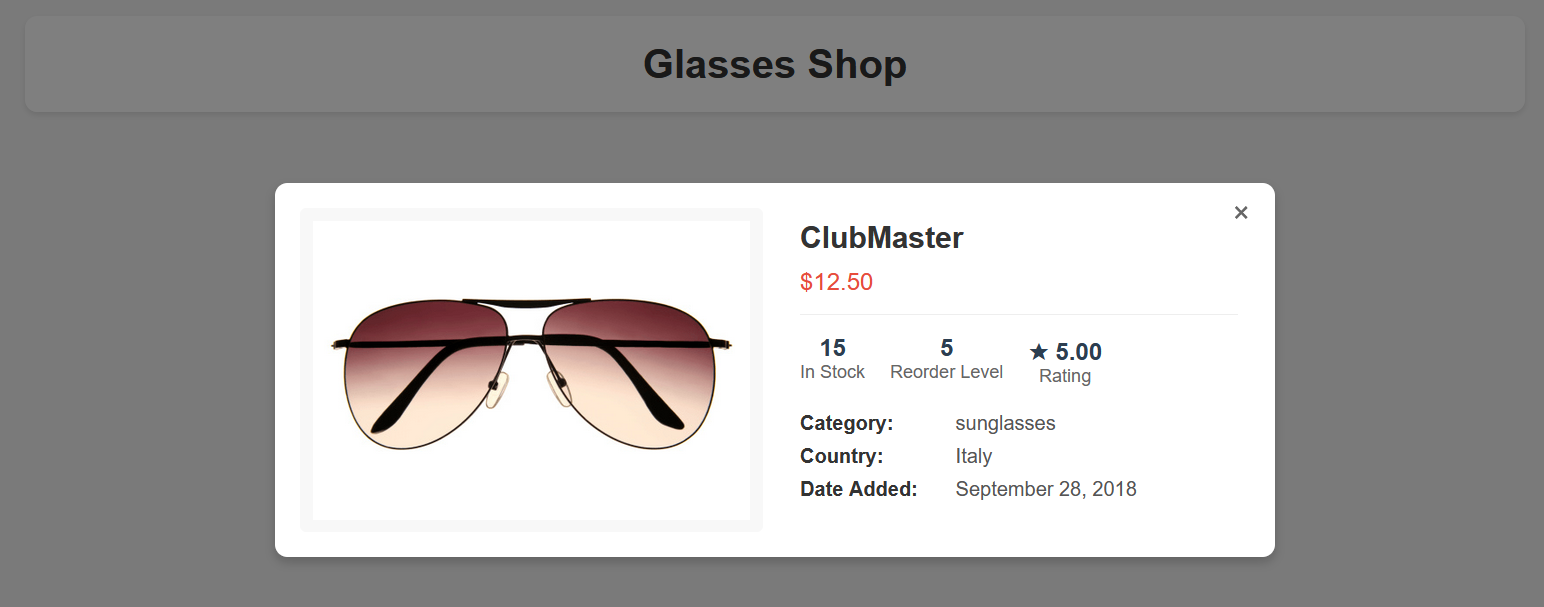 Glasses Shop
×
ClubMaster
$12.50
15
In Stock
5
Reorder Level
★ 5.00
Rating
Category: sunglasses
Country: Italy
Date Added: September 28, 2018